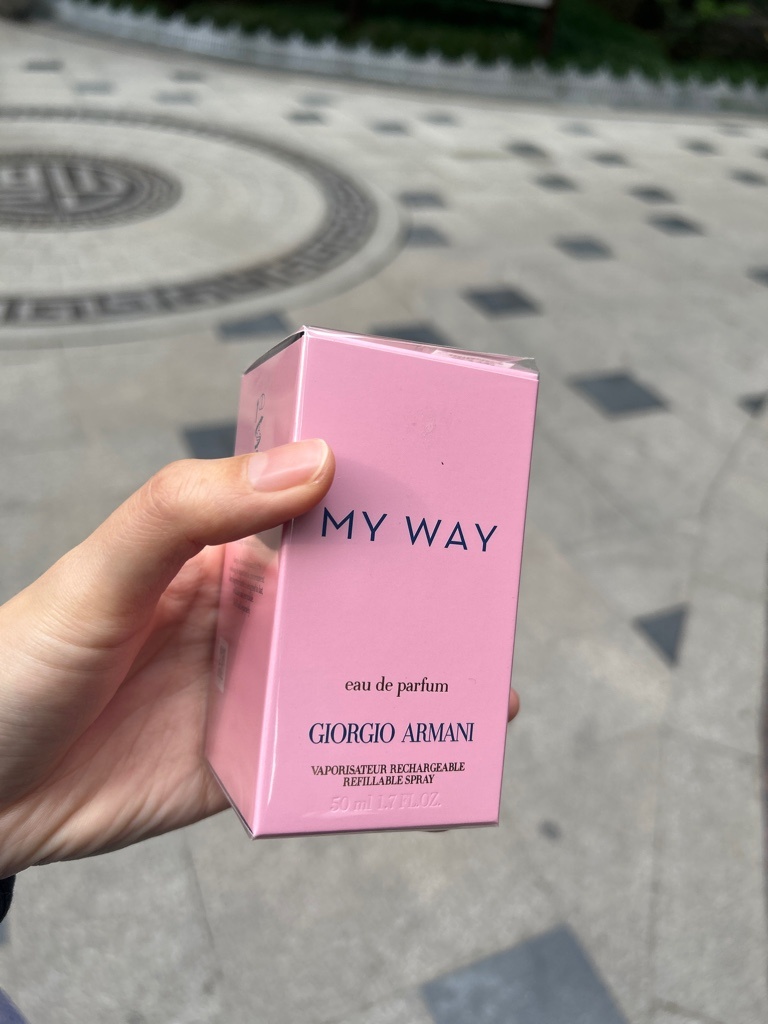 MY WAY
eau de parfum
GIORGIO ARMANI
VAPORISATEUR RECHARGEABLE
REFILLABLE SPRAY
50 ml 1.7 FL.OZ.